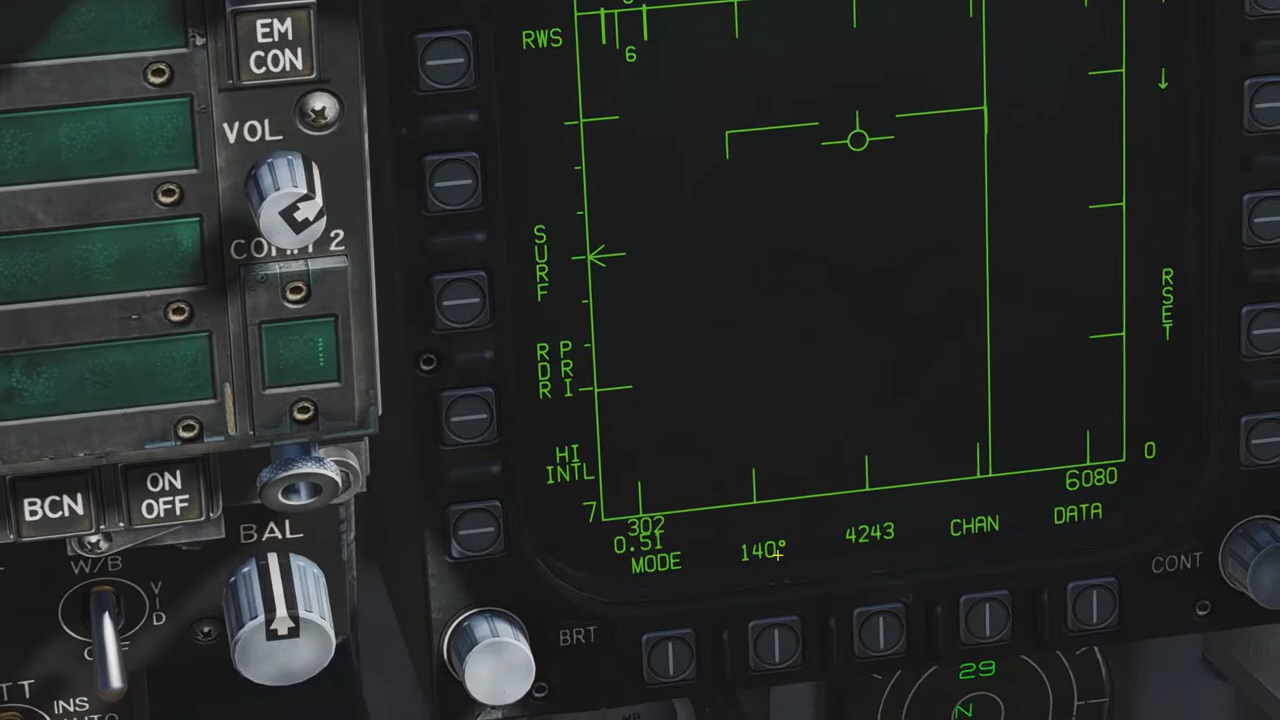 EM
CON
VOL
COMM 2
BCN
ON
OFF
BAL
W/B
INS
BRT
CONT
RWS
6
SURF
RDR
PRI
HI
INTL
7
302
0.51
MODE
140°
4243
CHAN
6080
DATA
0
RSET
29
N